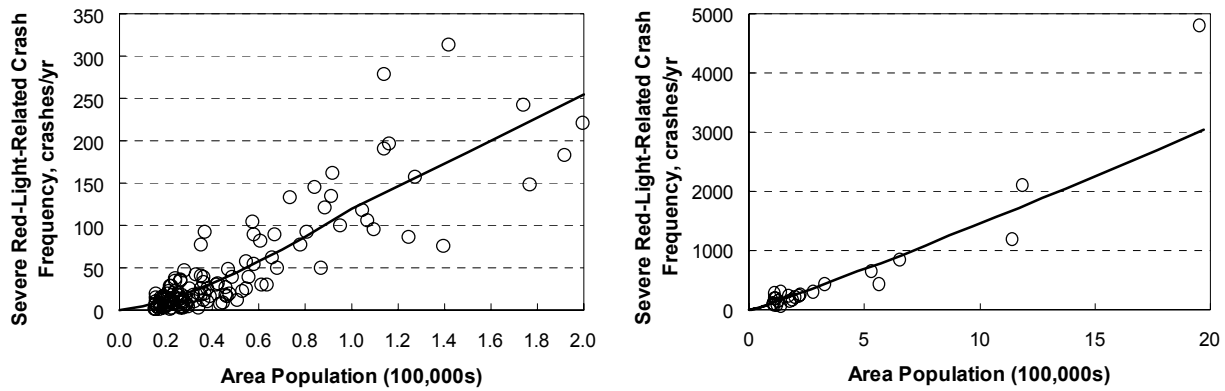 Severe Red-Light-Related Crash
Frequency, crashes/yr
350
300
250
200
150
100
50
0
0.0 0.2 0.4 0.6 0.8 1.0 1.2 1.4 1.6 1.8 2.0
Area Population (100,000s)
Severe Red-Light-Related Crash
Frequency, crashes/yr
5000
4000
3000
2000
1000
0
0 5 10 15 20
Area Population (100,000s)